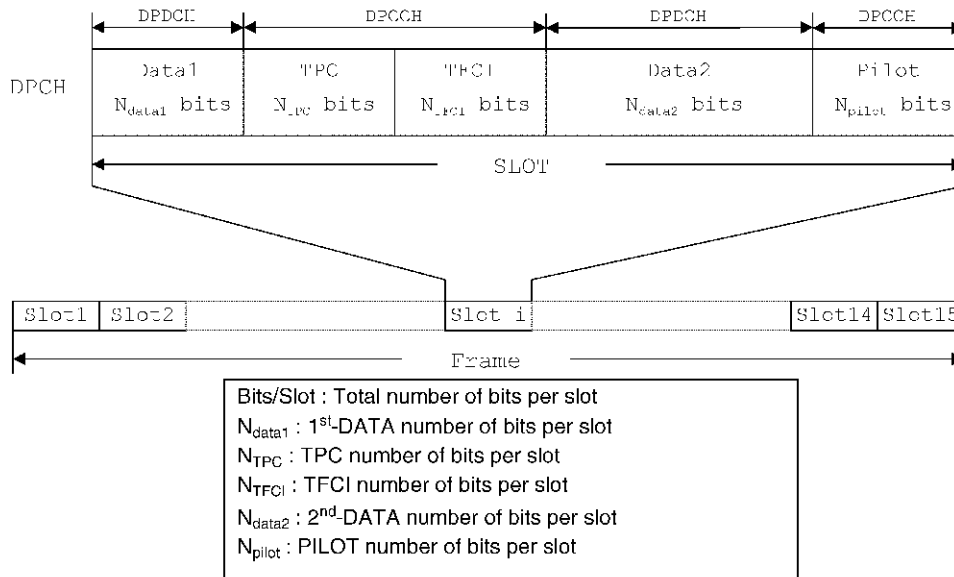 DPDCH DPCCH DPDCH DPCCH
DPCH
Data1 TPC TFCI Data2 Pilot
N_data1 bits N_TPC bits N_TFCI bits N_data2 bits N_pilot bits
SLOT
Slot1 Slot2 Slot i Slot14 Slot15
Frame
Bits/Slot : Total number of bits per slot
N_data1 : 1st-DATA number of bits per slot
N_TPC : TPC number of bits per slot
N_TFCI : TFCI number of bits per slot
N_data2 : 2nd-DATA number of bits per slot
N_pilot : PILOT number of bits per slot